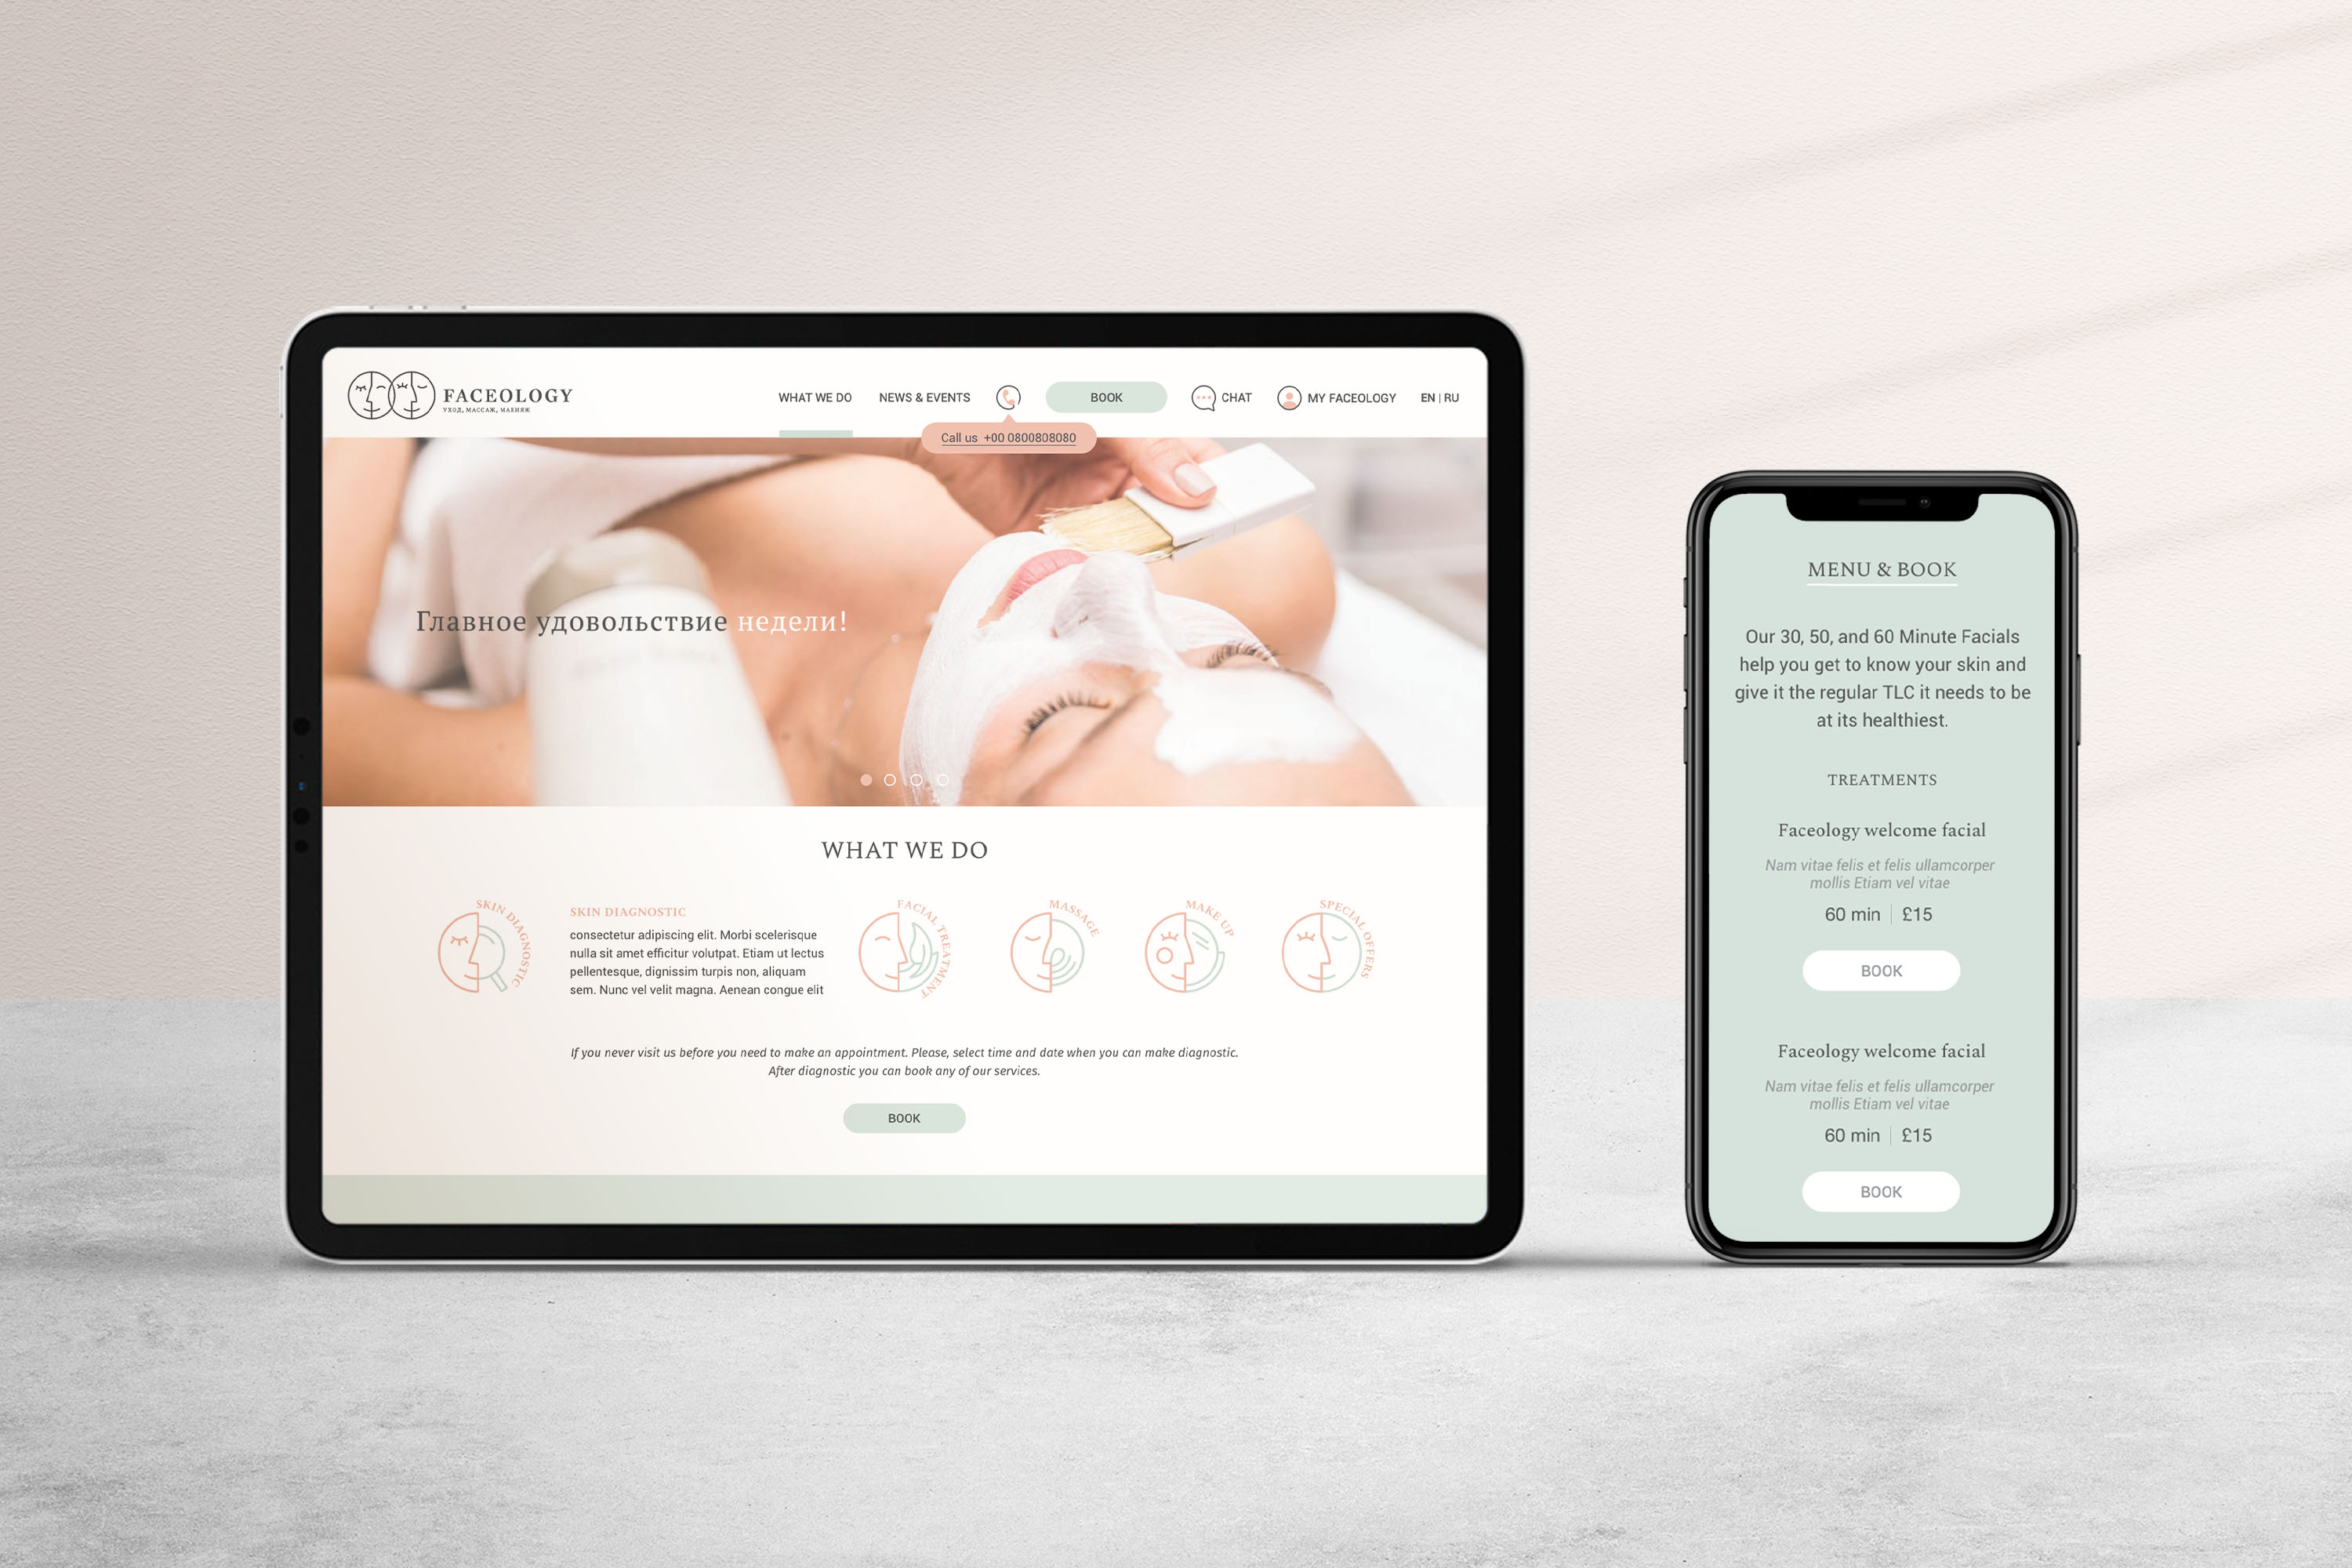 FACEOLOGY
УХОД, МАССАЖ, МАКИЯЖ
WHAT WE DO
NEWS & EVENTS
BOOK
CHAT
MY FACEOLOGY
EN | RU
Call us +00 0800808080
Главное удовольствие недели!
WHAT WE DO
SKIN DIAGNOSTIC
SKIN DIAGNOSTIC
consectetur adipiscing elit. Morbi scelerisque
nulla sit amet efficitur volutpat. Etiam ut lectus
pellentesque, dignissim turpis non, aliquam
sem. Nunc vel velit magna. Aenean congue elit
FACIAL TREATMENT
MASSAGE
MAKE UP
SPECIAL OFFERS
If you never visit us before you need to make an appointment. Please, select time and date when you can make diagnostic.
After diagnostic you can book any of our services.
BOOK
MENU & BOOK
Our 30, 50, and 60 Minute Facials
help you get to know your skin and
give it the regular TLC it needs to be
at its healthiest.
TREATMENTS
Faceology welcome facial
Nam vitae felis et felis ullamcorper
mollis Etiam vel vitae
60 min | £15
BOOK
Faceology welcome facial
Nam vitae felis et felis ullamcorper
mollis Etiam vel vitae
60 min | £15
BOOK